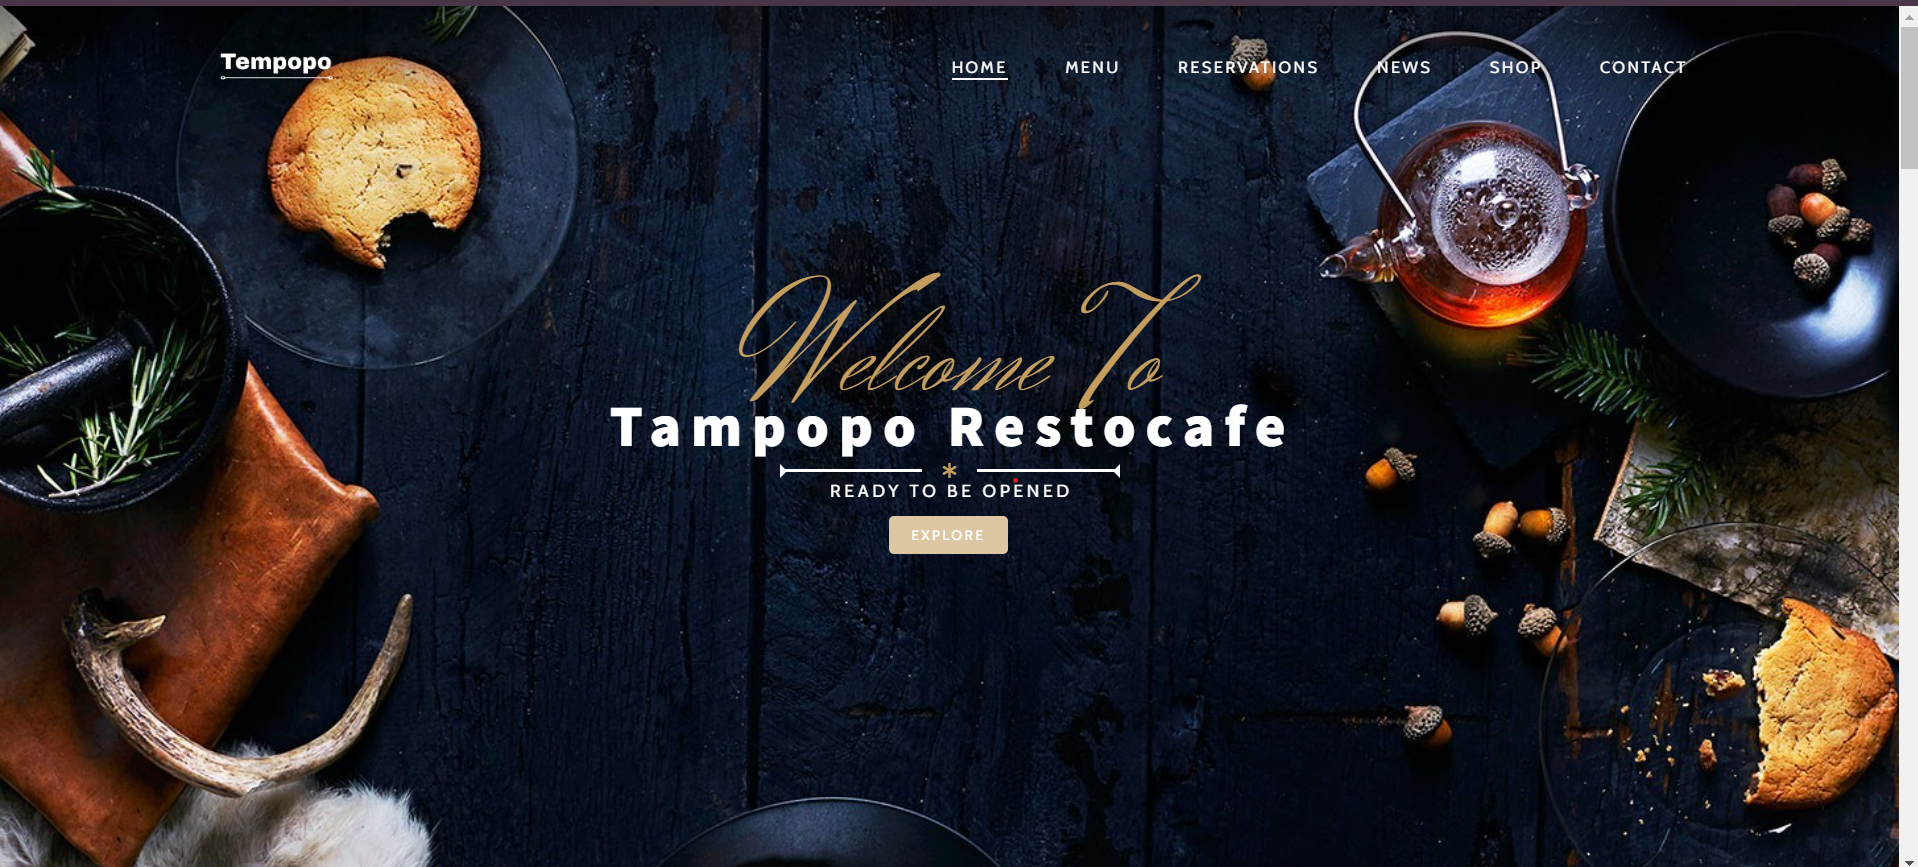 Tempopo
HOME MENU RESERVATIONS NEWS SHOP CONTACT
Welcome To
Tampopo Restocafe
READY TO BE OPENED
EXPLORE